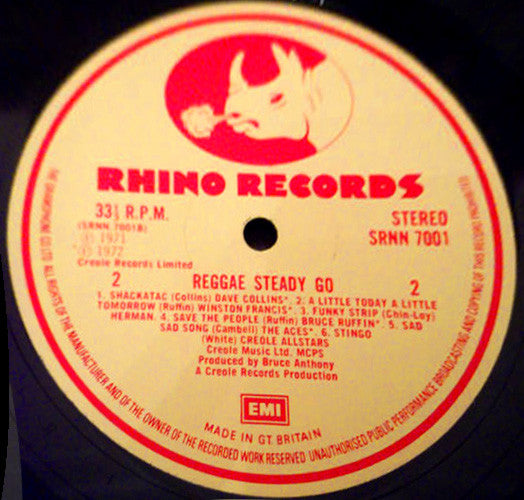 RHINO RECORDS
33⅓ R.P.M.
STEREO
(SRNN 7001B)
SRNN 7001
Ⓟ 1971
Ⓟ 1972
Creole Records Limited
2 REGGAE STEADY GO 2
1. SHACKATAC (Collins) DAVE COLLINS*. 2. A LITTLE TODAY A LITTLE
TOMORROW (Ruffin) WINSTON FRANCIS*. 3. FUNKY STRIP (Chin-Loy)
HERMAN. 4. SAVE THE PEOPLE (Ruffin) BRUCE RUFFIN*. 5. SAD
SAD SONG (Cambell) THE ACES*. 6. STINGO
(White) CREOLE ALLSTARS
Creole Music Ltd. MCPS
Produced by Bruce Anthony
A Creole Records Production
EMI
MADE IN GT. BRITAIN
THE GRAMOPHONE CO LTD ALL RIGHTS OF THE MANUFACTURER AND OF THE OWNER OF THE RECORDED WORK RESERVED UNAUTHORISED PUBLIC PERFORMANCE BROADCASTING AND COPYING OF THIS RECORD PROHIBITED